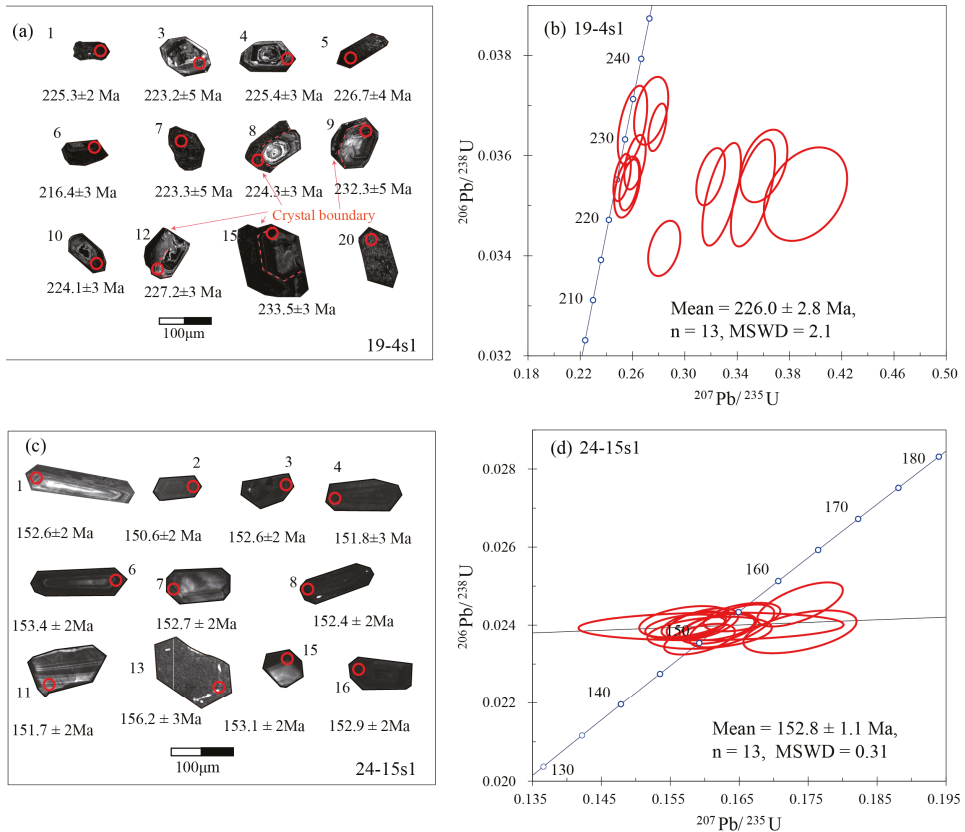 (a)
1
3
4
5
225.3±2 Ma
223.2±5 Ma
225.4±3 Ma
226.7±4 Ma
6
7
8
9
216.4±3 Ma
223.3±5 Ma
224.3±3 Ma
232.3±5 Ma
Crystal boundary
10
12
15
20
224.1±3 Ma
227.2±3 Ma
233.5±3 Ma
100μm
19-4s1
(b) 19-4s1
0.038
0.036
0.034
0.032
206Pb/238U
240
230
220
210
Mean = 226.0 ± 2.8 Ma,
n = 13, MSWD = 2.1
0.18 0.22 0.26 0.30 0.34 0.38 0.42 0.46 0.50
207Pb/235U
(c)
1
2
3
4
152.6±2 Ma
150.6±2 Ma
152.6±2 Ma
151.8±3 Ma
6
7
8
153.4 ± 2Ma
152.7 ± 2Ma
152.4 ± 2Ma
11
13
15
16
151.7 ± 2Ma
156.2 ± 3Ma
153.1 ± 2Ma
152.9 ± 2Ma
100μm
24-15s1
(d) 24-15s1
0.028
0.026
0.024
0.022
0.020
206Pb/238U
180
170
160
150
140
130
Mean = 152.8 ± 1.1 Ma,
n = 13, MSWD = 0.31
0.135 0.145 0.155 0.165 0.175 0.185 0.195
207Pb/235U